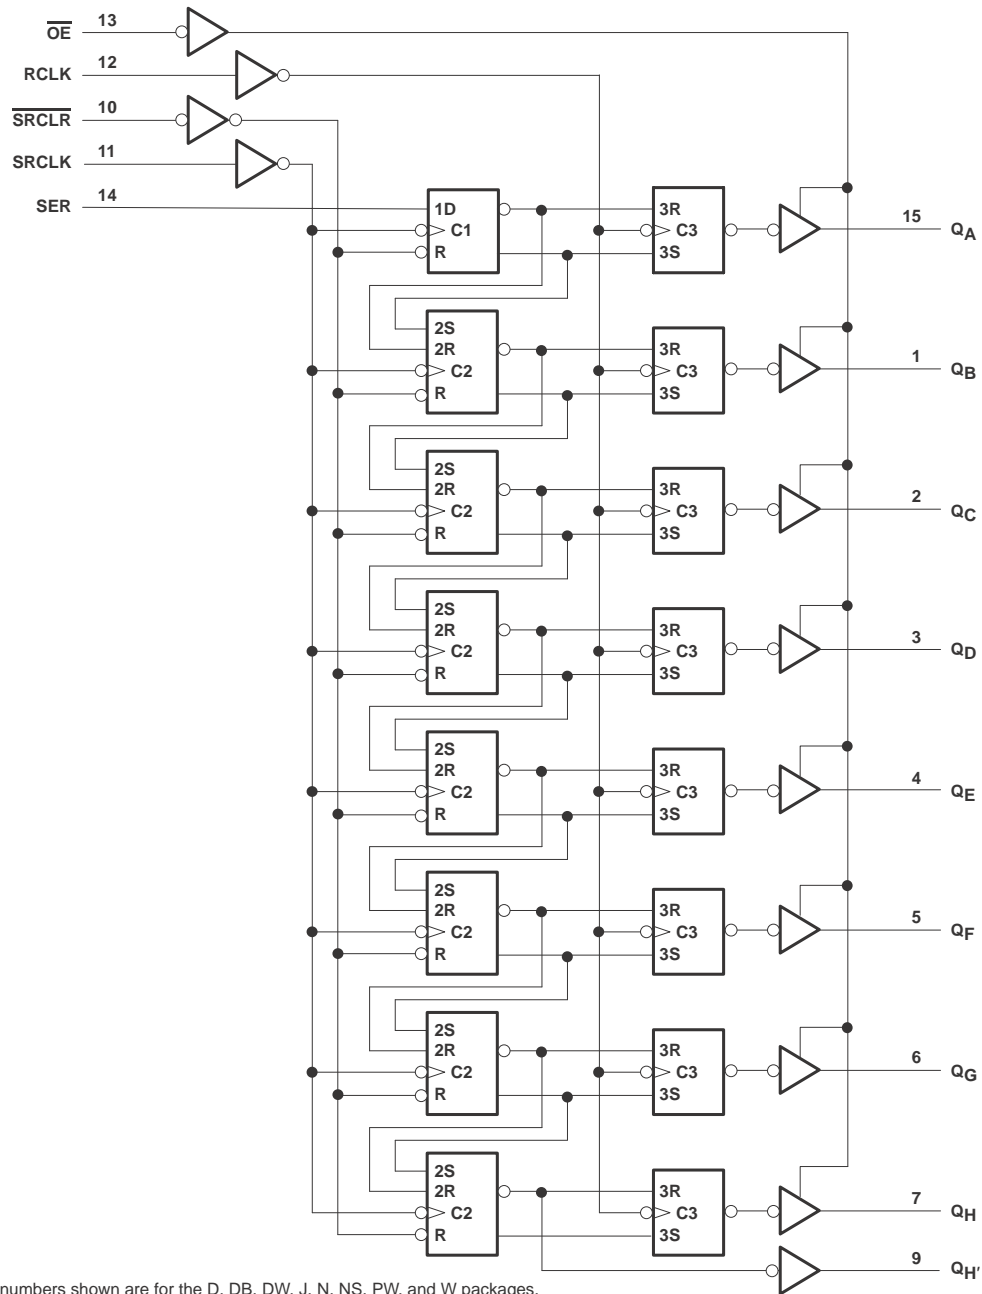 OE 13
RCLK 12
SRCLR 10
SRCLK 11
SER 14
1D
C1
R
3R
C3
3S
15 QA
2S
2R
C2
R
3R
C3
3S
1 QB
2S
2R
C2
R
3R
C3
3S
2 QC
2S
2R
C2
R
3R
C3
3S
3 QD
2S
2R
C2
R
3R
C3
3S
4 QE
2S
2R
C2
R
3R
C3
3S
5 QF
2S
2R
C2
R
3R
C3
3S
6 QG
2S
2R
C2
R
3R
C3
3S
7 QH
9 QH′
numbers shown are for the D, DB, DW, J, N, NS, PW, and W packages.